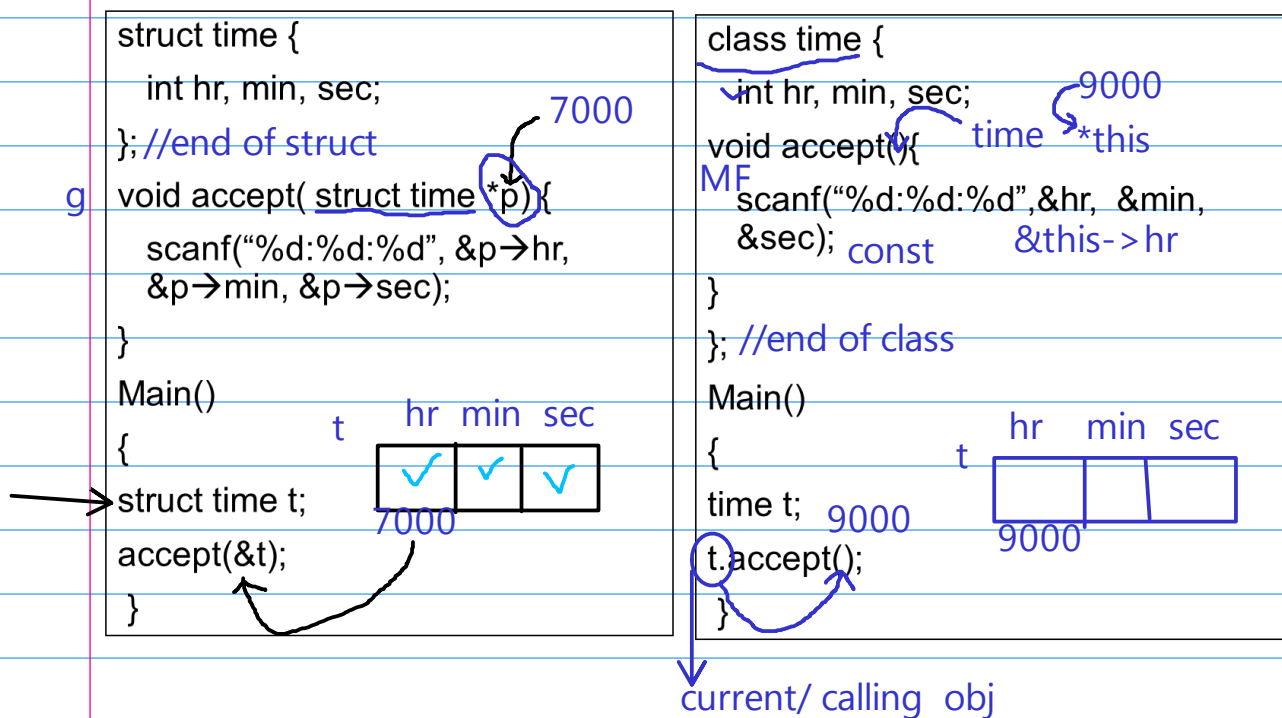 struct time {
int hr, min, sec;
7000
}; //end of struct
g void accept( struct time *p) {
scanf(“%d:%d:%d”, &p→hr,
&p→min, &p→sec);
}
Main()
t hr min sec
{
struct time t;
7000
accept(&t);
}
class time {
int hr, min, sec; 9000
void accept(){ time *this
MF
scanf(“%d:%d:%d”,&hr, &min,
&sec); const &this->hr
}
}; //end of class
Main()
t hr min sec
{
time t; 9000
9000
t.accept();
}
current/ calling obj